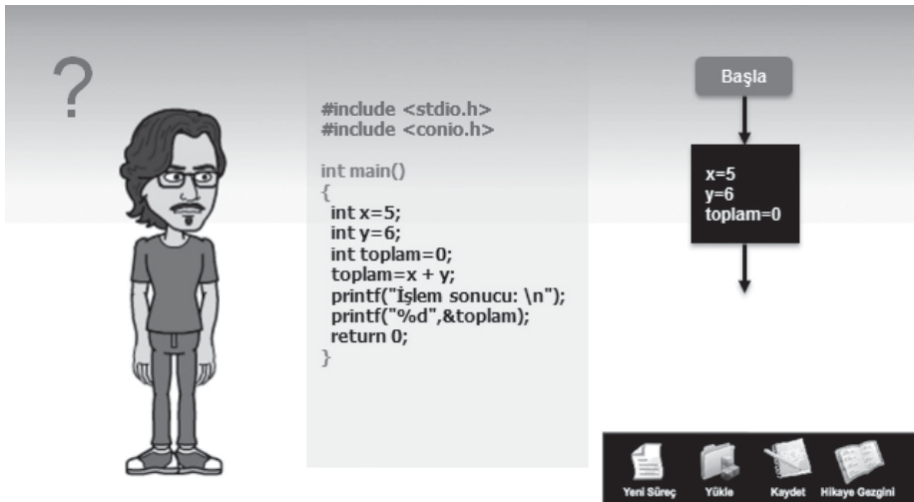 ?
#include <stdio.h>
#include <conio.h>
int main()
{
int x=5;
int y=6;
int toplam=0;
toplam=x + y;
printf("İşlem sonucu: \n");
printf("%d",&toplam);
return 0;
}
Başla
x=5
y=6
toplam=0
Yeni Süreç Yükle Kaydet Hikaye Gezgini